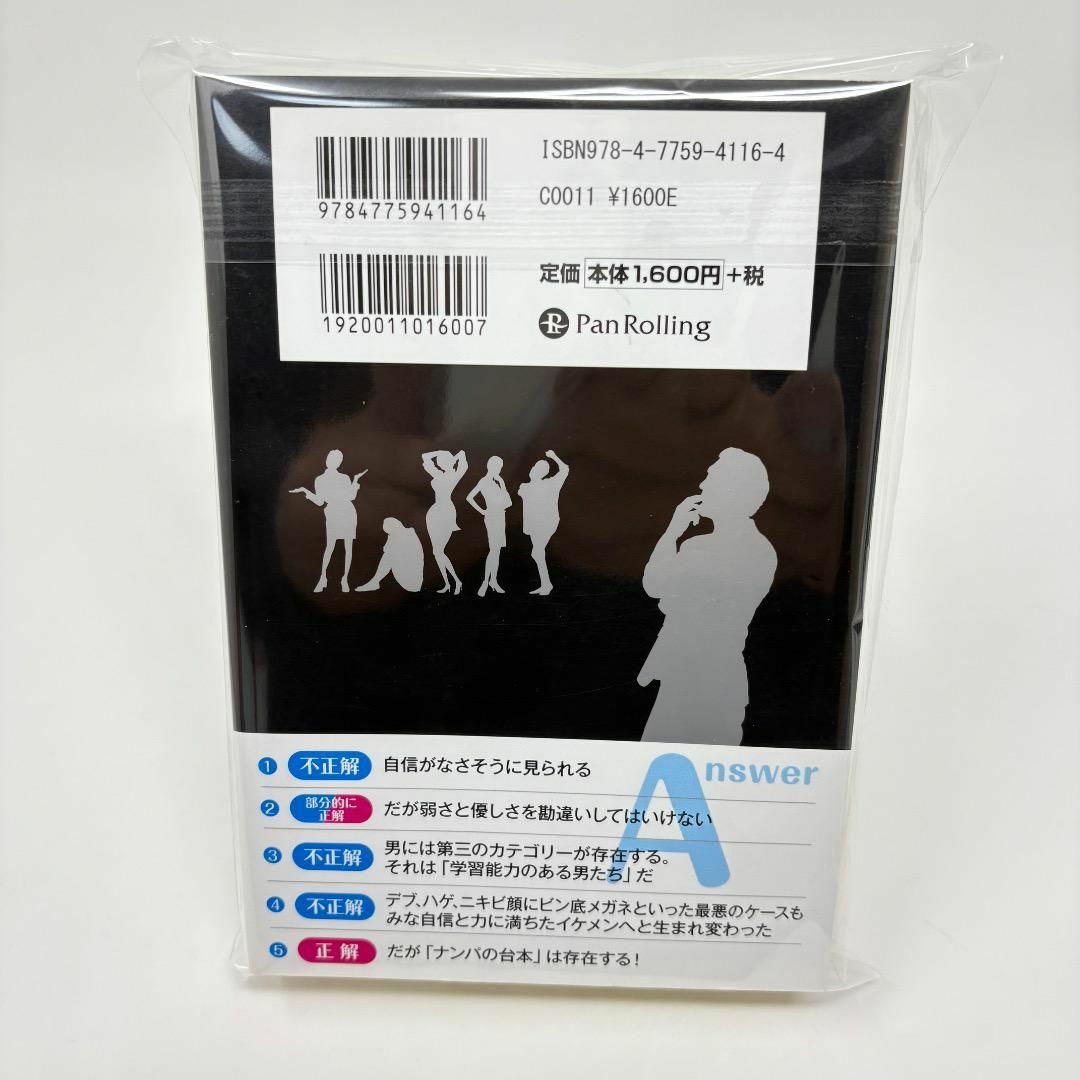 ISBN978-4-7759-4116-4
9784775941164
C0011 ¥1600E
定価 本体1,600円 +税
1920011016007
PanRolling
Answer
1 不正解 自信がなさそうに見られる
2 部分的に
正解 だが弱さと優しさを勘違いしてはいけない
3 不正解 男には第三のカテゴリーが存在する。
それは「学習能力のある男たち」だ
4 不正解 デブ、ハゲ、ニキビ顔にビン底メガネといった最悪のケースも
みな自信と力に満ちたイケメンへと生まれ変わった
5 正解 だが「ナンパの台本」は存在する!